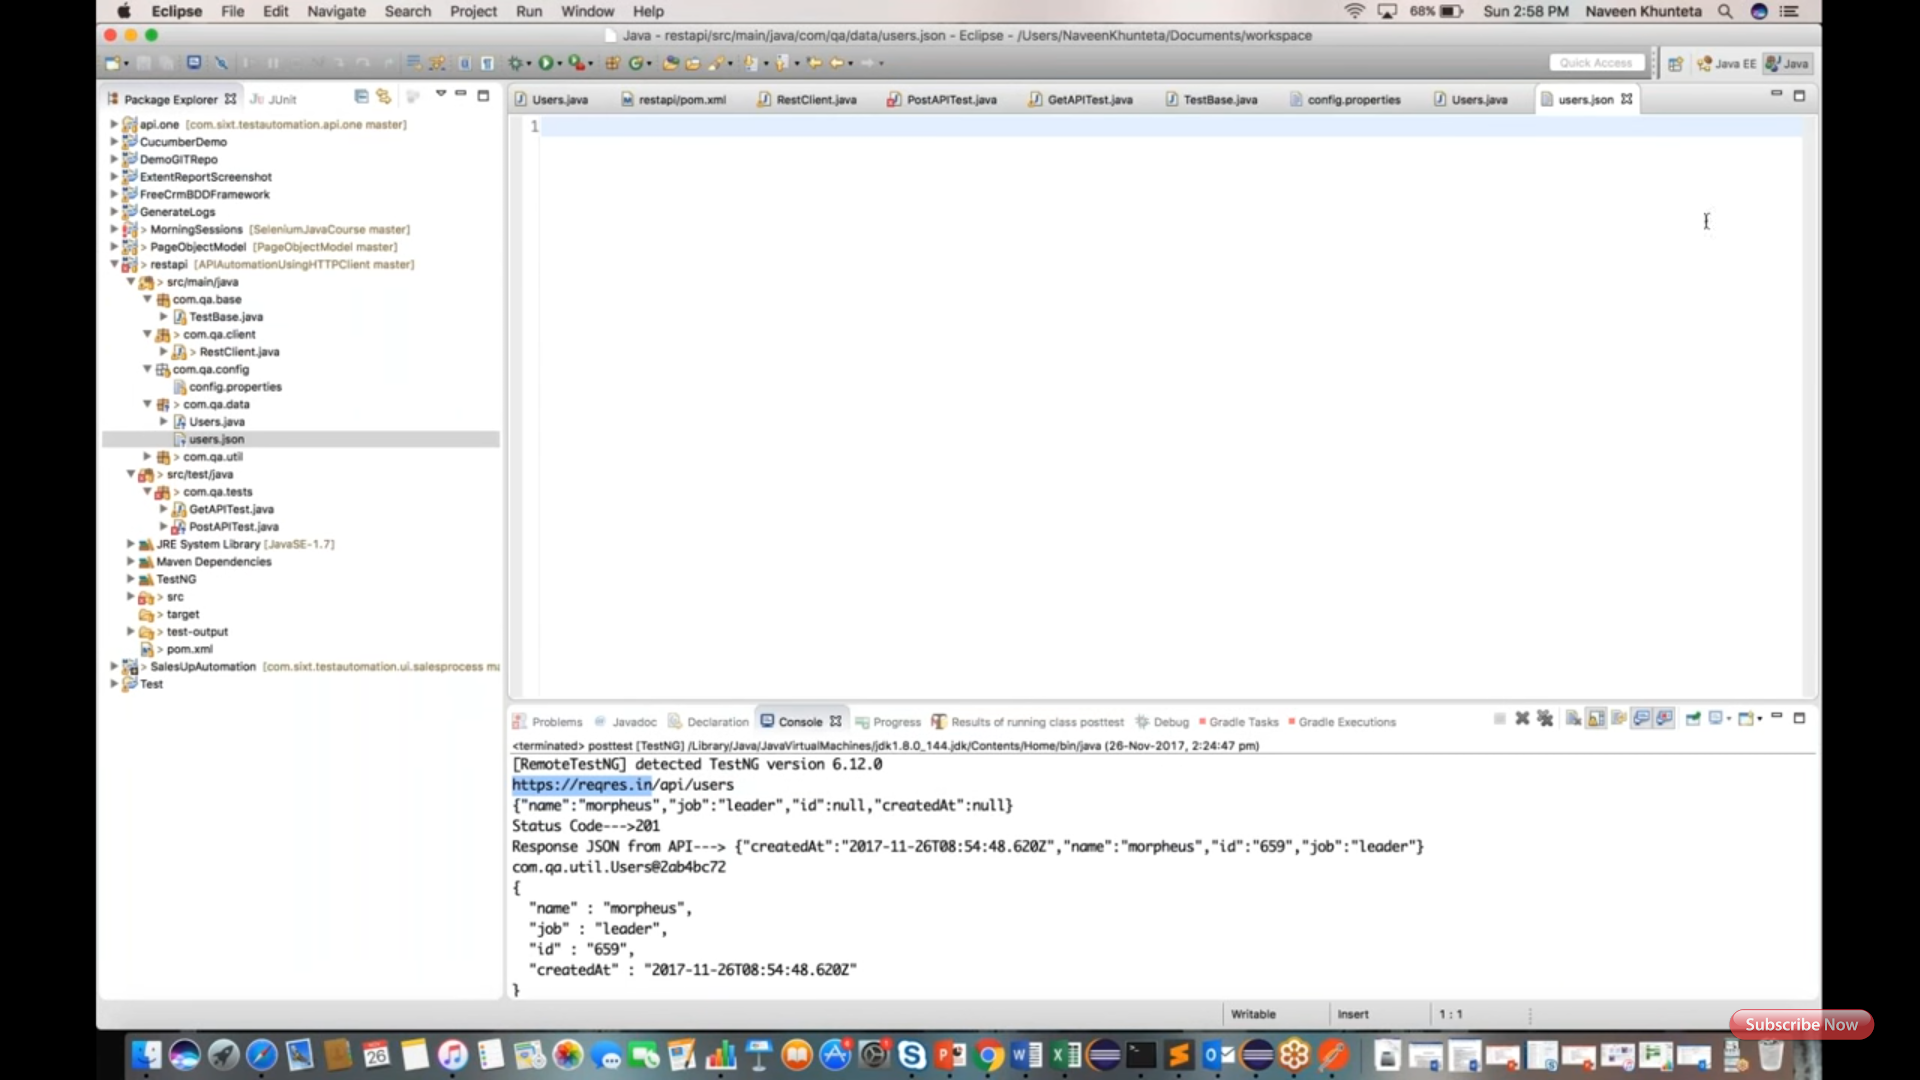 Eclipse File Edit Navigate Search Project Run Window Help 68% Sun 2:58 PM Naveen Khunteta
Java - restapi/src/main/java/com/qa/data/users.json - Eclipse - /Users/NaveenKhunteta/Documents/workspace
Quick Access Java EE Java
Package Explorer JUnit
Users.java restapi/pom.xml RestClient.java PostAPITest.java GetAPITest.java TestBase.java config.properties Users.java users.json
1
api.one [com.sixt.testautomation.api.one master]
CucumberDemo
DemoGITRepo
ExtentReportScreenshot
FreeCrmBDDFramework
GenerateLogs
> MorningSessions [SeleniumJavaCourse master]
> PageObjectModel [PageObjectModel master]
> restapi [APIAutomationUsingHTTPClient master]
> src/main/java
com.qa.base
TestBase.java
> com.qa.client
> RestClient.java
com.qa.config
config.properties
> com.qa.data
Users.java
users.json
> com.qa.util
> src/test/java
> com.qa.tests
GetAPITest.java
PostAPITest.java
JRE System Library [JavaSE-1.7]
Maven Dependencies
TestNG
> src
> target
> test-output
> pom.xml
> SalesUpAutomation [com.sixt.testautomation.ui.salesprocess ma
Test
Problems Javadoc Declaration Console Progress Results of running class posttest Debug Gradle Tasks Gradle Executions
<terminated> posttest [TestNG] /Library/Java/JavaVirtualMachines/jdk1.8.0_144.jdk/Contents/Home/bin/java (26-Nov-2017, 2:24:47 pm)
[RemoteTestNG] detected TestNG version 6.12.0
https://reqres.in/api/users
{"name":"morpheus","job":"leader","id":null,"createdAt":null}
Status Code--->201
Response JSON from API---> {"createdAt":"2017-11-26T08:54:48.620Z","name":"morpheus","id":"659","job":"leader"}
com.qa.util.Users@2ab4bc72
{
"name" : "morpheus",
"job" : "leader",
"id" : "659",
"createdAt" : "2017-11-26T08:54:48.620Z"
}
Writable Insert 1 : 1
Subscribe Now
26